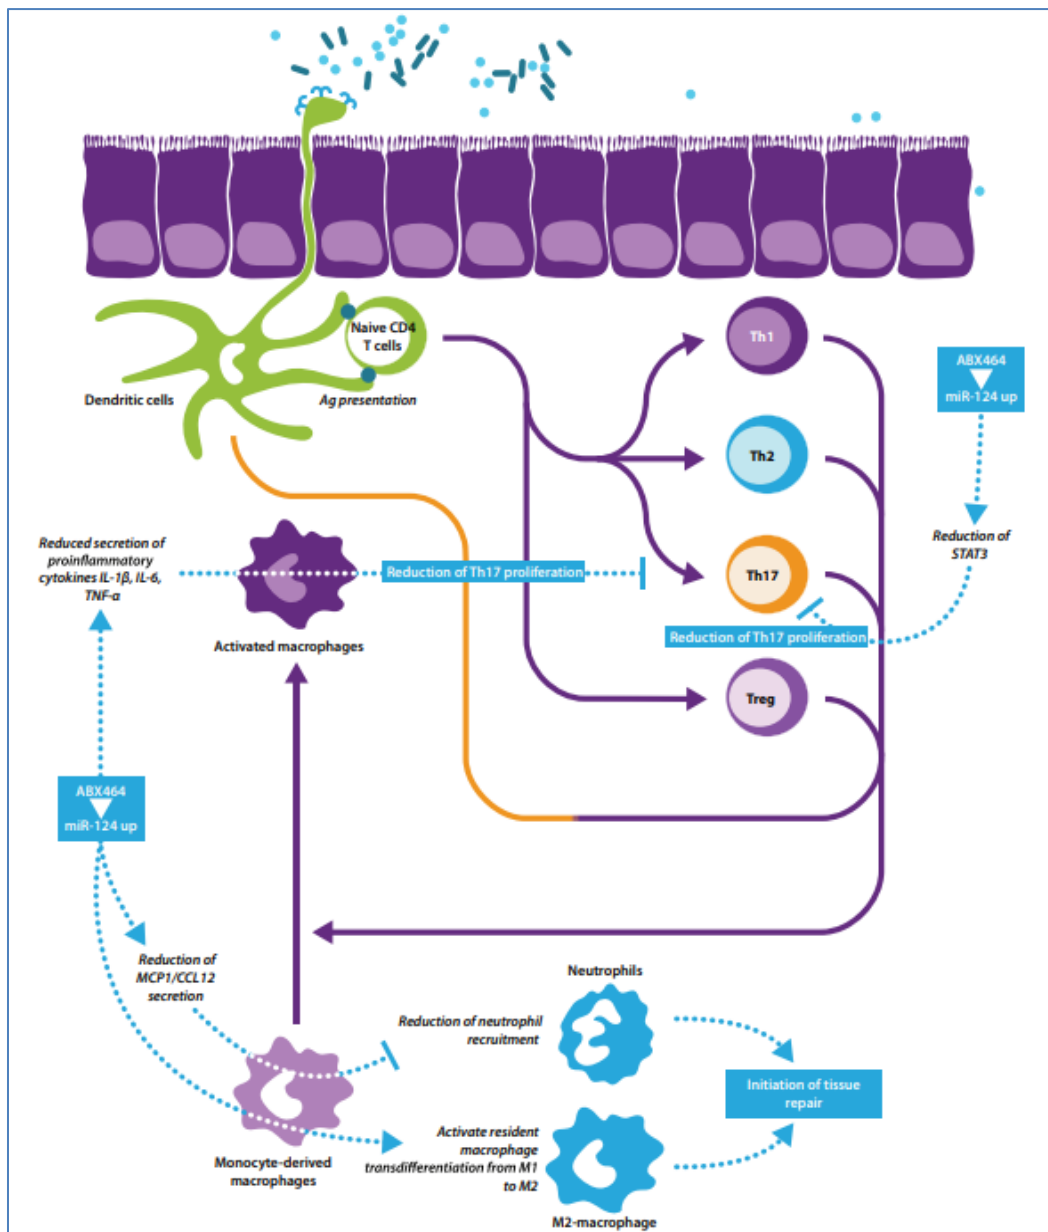 Naive CD4
T cells
Dendritic cells
Ag presentation
Th1
ABX464
miR-124 up
Th2
Reduction of
STAT3
Reduced secretion of
proinflammatory
cytokines IL-1β, IL-6,
TNF-α
Reduction of Th17 proliferation
Th17
Reduction of Th17 proliferation
Activated macrophages
Treg
ABX464
miR-124 up
Reduction of
MCP1/CCL12
secretion
Neutrophils
Reduction of neutrophil
recruitment
Initiation of tissue
repair
Monocyte-derived
macrophages
Activate resident
macrophage
transdifferentiation from M1
to M2
M2-macrophage